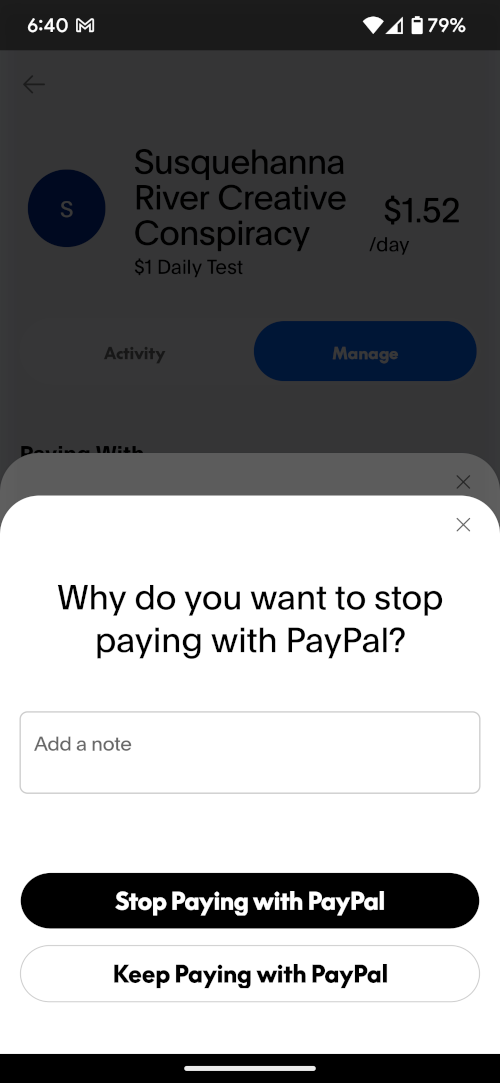 6:40
79%
S
Susquehanna
River Creative
Conspiracy
$1 Daily Test
$1.52
/day
Activity
Manage
Paying With
Why do you want to stop
paying with PayPal?
Add a note
Stop Paying with PayPal
Keep Paying with PayPal